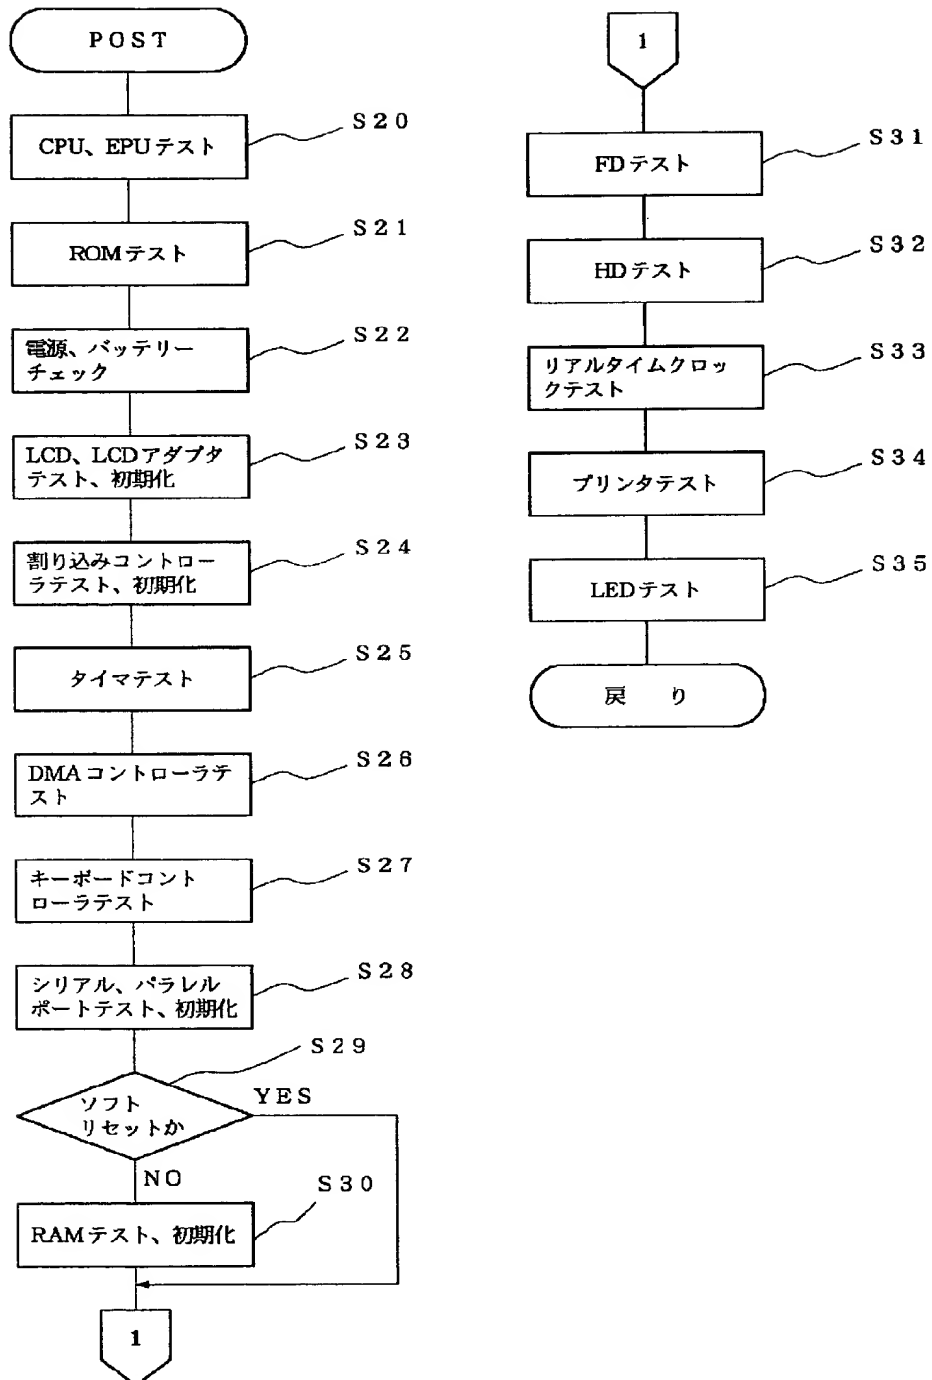 POST
CPU、EPUテスト
S20
ROMテスト
S21
電源、バッテリー
チェック
S22
LCD、LCDアダプタ
テスト、初期化
S23
割り込みコントロー
ラテスト、初期化
S24
タイマテスト
S25
DMAコントローラテ
スト
S26
キーボードコント
ローラテスト
S27
シリアル、パラレル
ポートテスト、初期化
S28
ソフト
リセットか
S29
YES
NO
RAMテスト、初期化
S30
1
1
FDテスト
S31
HDテスト
S32
リアルタイムクロッ
クテスト
S33
プリンタテスト
S34
LEDテスト
S35
戻 り